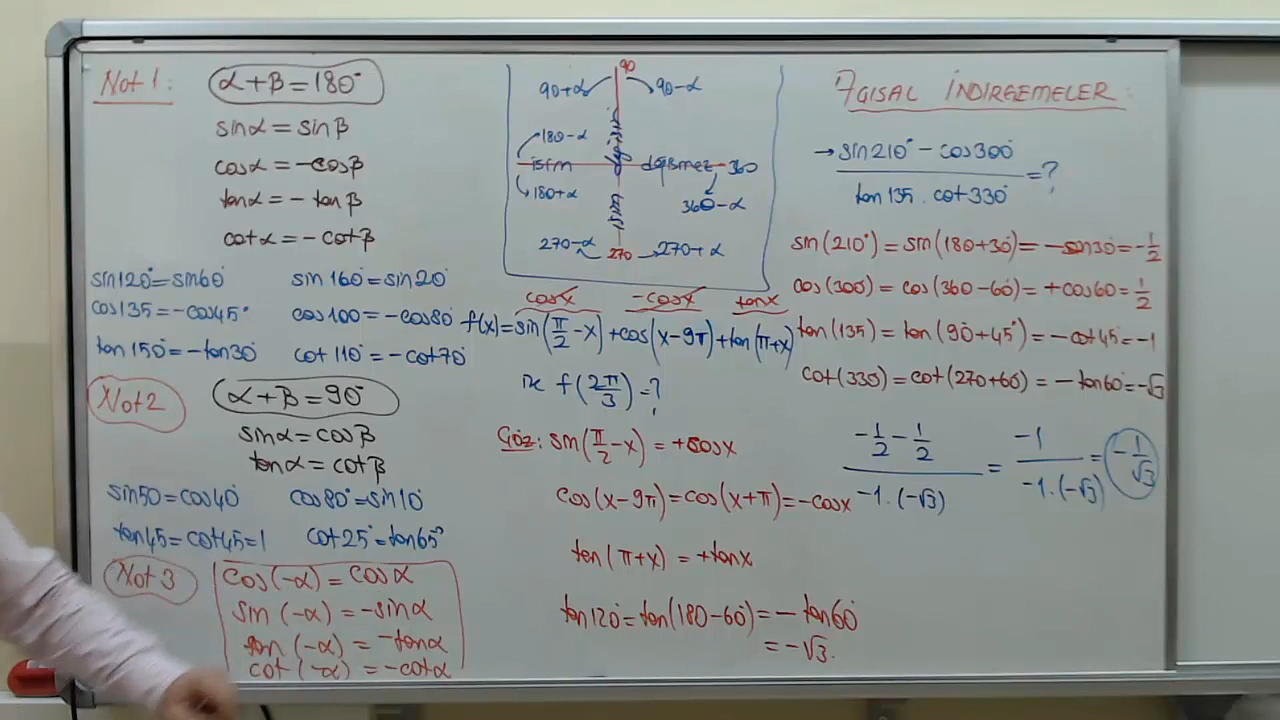 Not 1:
α+β=180°
sinα = sinβ
cosα = -cosβ
tanα = - tanβ
cotα = - cotβ
sin120°=sin60°
sin 160°=sin20°
cos135=-cos45°
cos100°=-cos80°
tan150°=-tan30°
cot110°=-cot70°
Not2
α+β=90°
sinα = cosβ
tanα = cotβ
sin50=cos40°
cos80°=sin10°
tan45=cot45=1
cot25°=tan65°
Not 3
cos(-α) = cosα
sin (-α) = -sinα
tan (-α) = -tanα
cot (-α) = -cotα
90
90+α
90-α
180-α
isim
değişmez
360
180+α
360-α
270-α
270
270+α
cosx
-cosx
tanx
f(x)=sin(π/2-x)+cos(x-9π)+tan(π+x)
ix f(2π/3)=?
Çöz: sin(π/2-x) = +cosx
cos(x-9π)=cos(x+π)=-cosx
tan(π+x) = +tanx
tan120°=tan(180-60°)= - tan60°
= -√3.
AÇISAL İNDİRGEMELER:
→ sin210° - cos300° / tan135 . cot330° = ?
sin(210°) = sin(180+30°)= -sin30°=-1/2
cos(300°) = cos(360-60°) = +cos60=1/2
tan(135) = tan(90+45°) = -cot45=-1
cot(330°) = cot(270+60°) = -tan60°=-√3
-1/2 - 1/2 / -1.(-√3) = -1 / -1.(-√3) = -1/√3